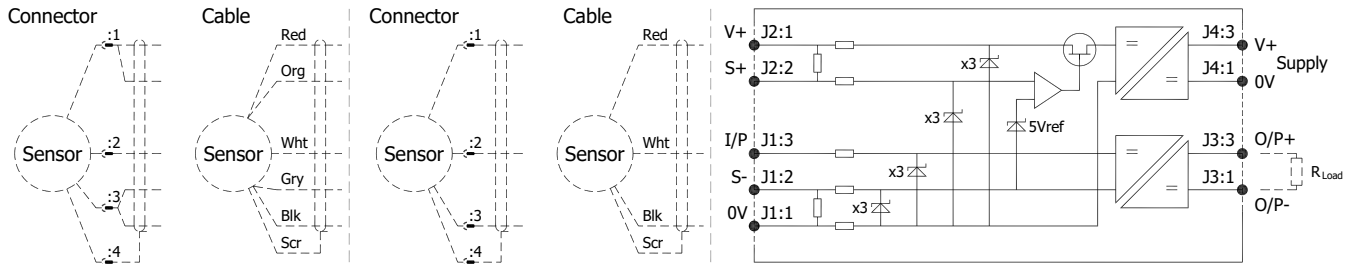 Connector
Cable
Connector
Cable
:1
:2
:3
:4
Sensor
Red
Org
Wht
Gry
Blk
Scr
Sensor
:1
:2
:3
:4
Sensor
Red
Wht
Blk
Scr
Sensor
V+ J2:1
S+ J2:2
I/P J1:3
S- J1:2
0V J1:1
x3
x3
x3
x3
5Vref
=
=
=
=
J4:3 V+
Supply
J4:1 0V
J3:3 O/P+
RLoad
J3:1 O/P-